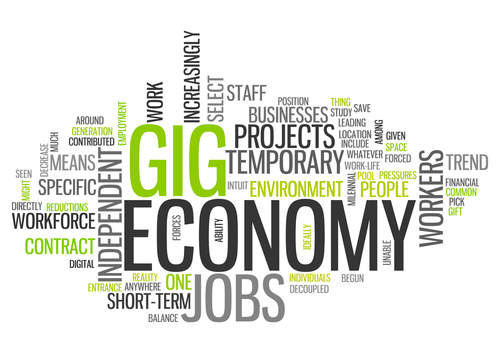 INCREASINGLY
WORK
SELECT
STAFF
EMPLOYMENT
POSITION
THING
SAVE
BUSINESSES
STUDY
AROUND
LEADING
GENERATION
GIG
PROJECTS
LOCATION
AMONG
GIVEN
CONTRIBUTED
INCLUDE
SPACE
MUCH
DECREASE
MEANS
TEMPORARY
WHATEVER
FORCED
WORKERS
TREND
WORK-LIFE
SEEN
INDEPENDENT
POOL
PRESSURES
MIGHT
SPECIFIC
INTUIT
ENVIRONMENT
MILENNIAL
PEOPLE
FINANCIAL
COMMON
DIRECTLY
REDUCTIONS
PICK
WORKFORCE
ECONOMY
GIFT
FORCES
ABILITY
IDEALLY
UNABLE
CONTRACT
DIGITAL
REALITY
ONE
JOBS
INDIVIDUALS
BEGUN
ENTRANCE
ANYWHERE
DECOUPLED
SHORT-TERM
BALANCE